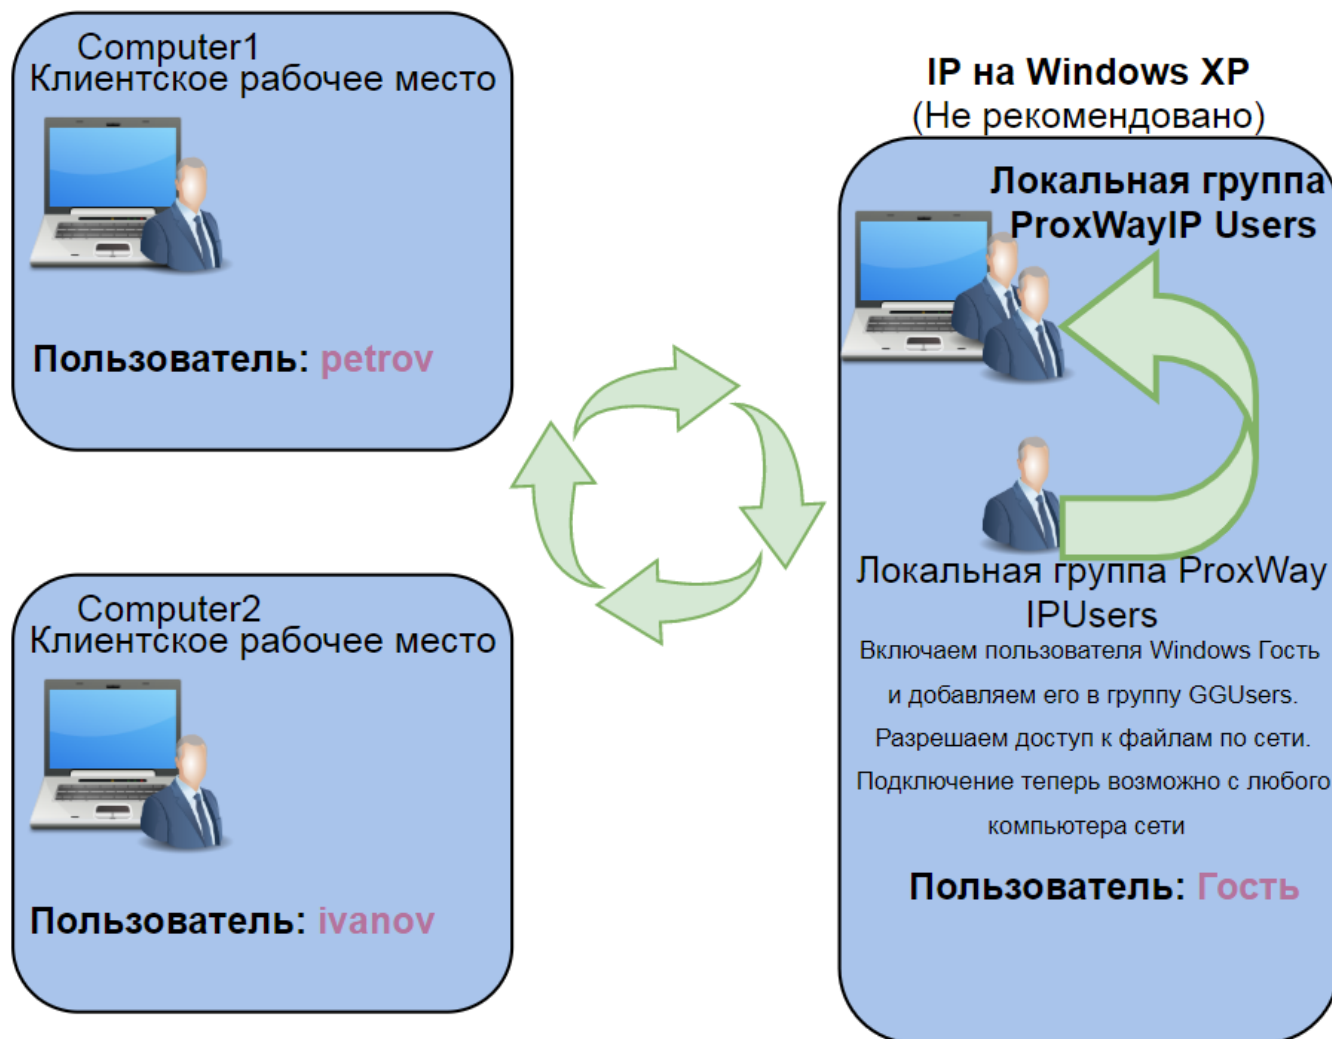 Computer1
Клиентское рабочее место
Пользователь: petrov
Computer2
Клиентское рабочее место
Пользователь: ivanov
IP на Windows XP
(Не рекомендовано)
Локальная группа
ProxWayIP Users
Локальная группа ProxWay
IPUsers
Включаем пользователя Windows Гость
и добавляем его в группу GGUsers.
Разрешаем доступ к файлам по сети.
Подключение теперь возможно с любого
компьютера сети
Пользователь: Гость